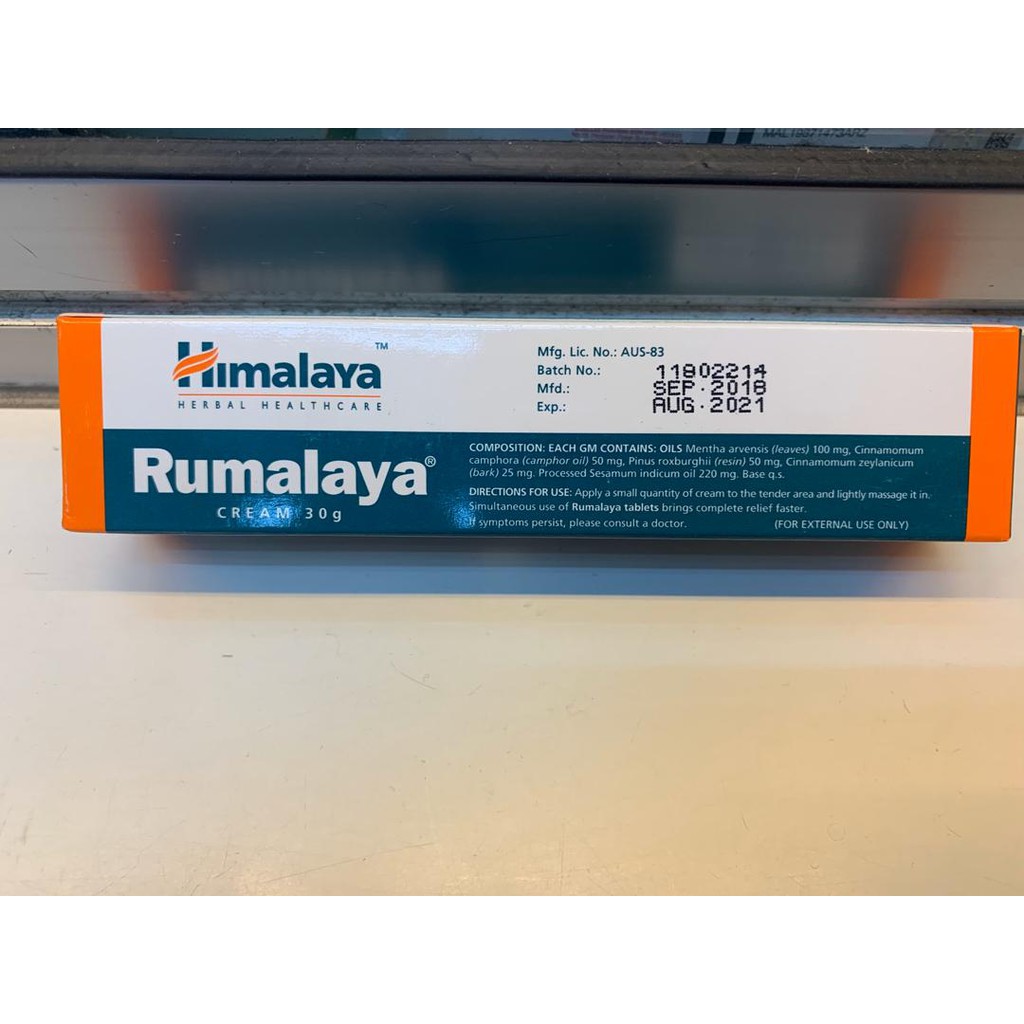 MAL19971473ARZ
Himalaya™
HERBAL HEALTHCARE
Mfg. Lic. No.: AUS-83
Batch No.: 11802214
Mfd.: SEP·2018
Exp.: AUG·2021
Rumalaya®
CREAM 30g
COMPOSITION: EACH GM CONTAINS: OILS Mentha arvensis (leaves) 100 mg, Cinnamomum
camphora (camphor oil) 50 mg, Pinus roxburghii (resin) 50 mg, Cinnamomum zeylanicum
(bark) 25 mg. Processed Sesamum indicum oil 220 mg. Base q.s.
DIRECTIONS FOR USE: Apply a small quantity of cream to the tender area and lightly massage it in.
Simultaneous use of Rumalaya tablets brings complete relief faster.
If symptoms persist, please consult a doctor. (FOR EXTERNAL USE ONLY)